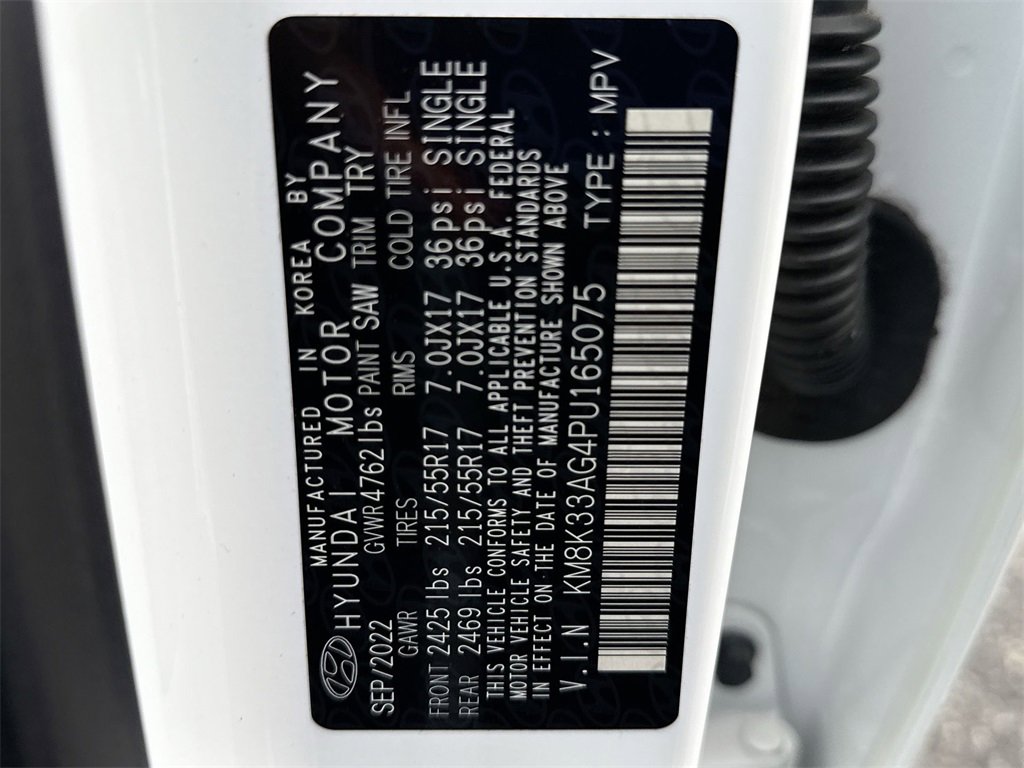 MANUFACTURED IN KOREA BY
HYUNDAI MOTOR COMPANY
SEP/2022 GVWR 4762lbs PAINT SAW TRIM TRY
GAWR TIRES RIMS COLD TIRE INFL
FRONT 2425lbs 215/55R17 7.0JX17 36psi SINGLE
REAR 2469lbs 215/55R17 7.0JX17 36psi SINGLE
THIS VEHICLE CONFORMS TO ALL APPLICABLE U.S.A. FEDERAL
MOTOR VEHICLE SAFETY AND THEFT PREVENTION STANDARDS
IN EFFECT ON THE DATE OF MANUFACTURE SHOWN ABOVE
V.I.N KM8K33AG4PU165075 TYPE : MPV